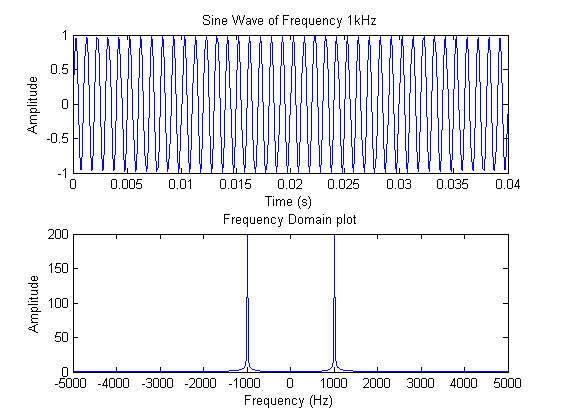 Sine Wave of Frequency 1kHz
1
0.5
0
-0.5
-1
Amplitude
0 0.005 0.01 0.015 0.02 0.025 0.03 0.035 0.04
Time (s)
Frequency Domain plot
200
150
100
50
0
Amplitude
-5000 -4000 -3000 -2000 -1000 0 1000 2000 3000 4000 5000
Frequency (Hz)